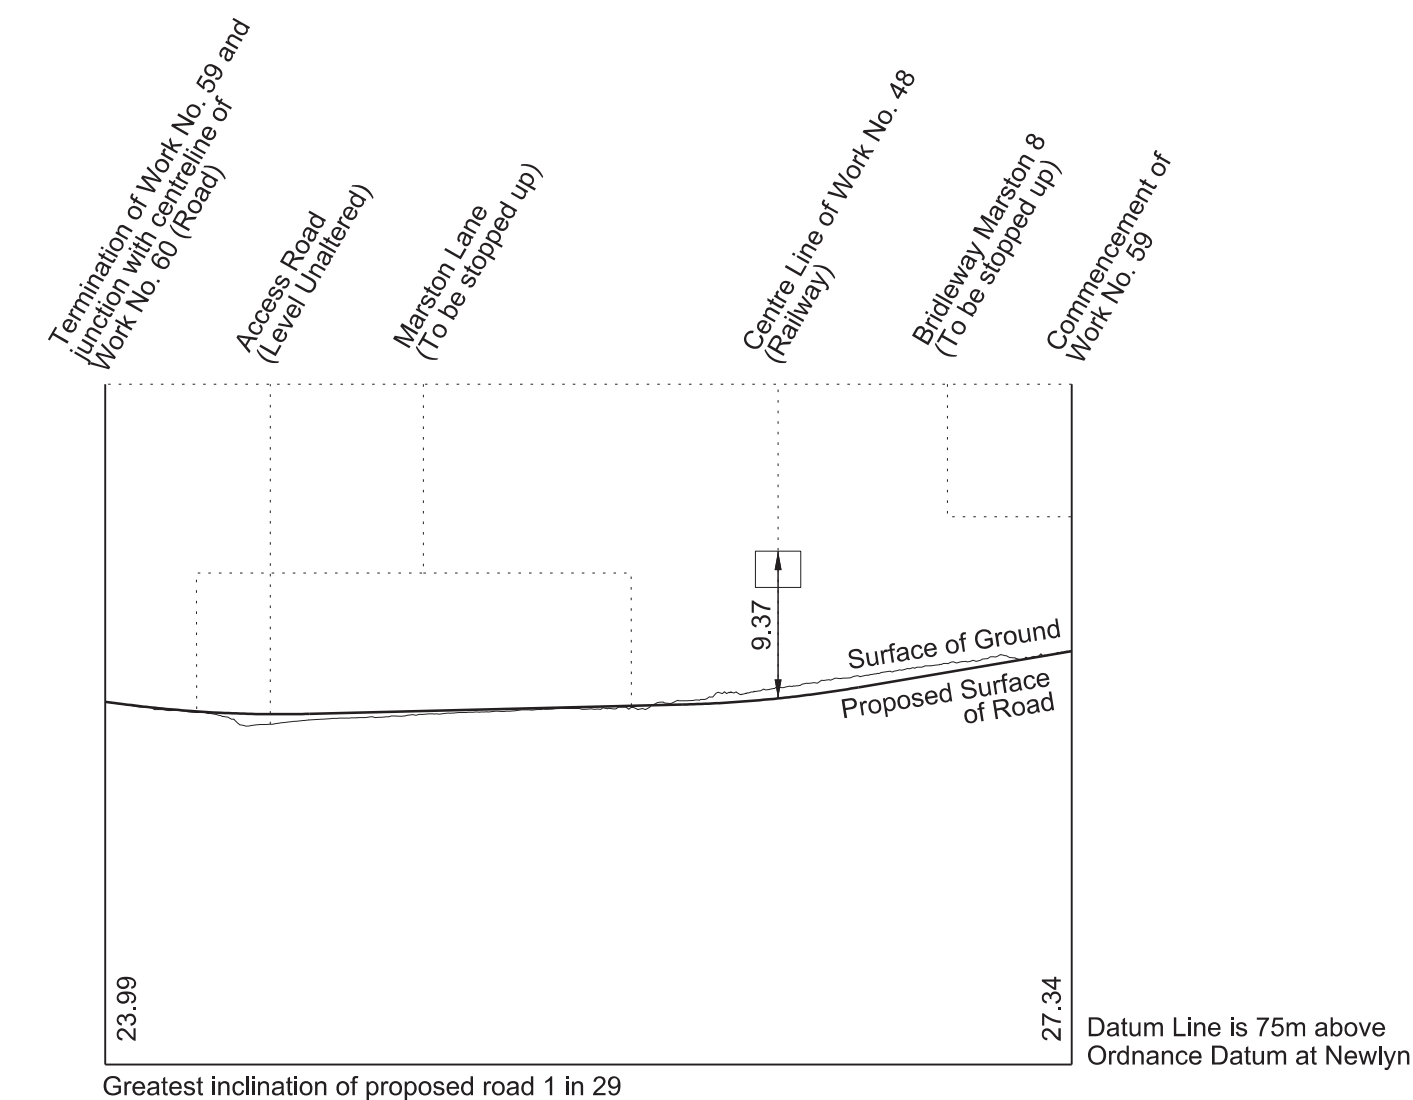 Termination of Work No. 59 and
junction with centreline of
Work No. 60 (Road)
Access Road
(Level Unaltered)
Marston Lane
(To be stopped up)
Centre Line of Work No. 48
(Railway)
Bridleway Marston 8
(To be stopped up)
Commencement of
Work No. 59
9.37
Surface of Ground
Proposed Surface
of Road
23.99
27.34
Datum Line is 75m above
Ordnance Datum at Newlyn
Greatest inclination of proposed road 1 in 29